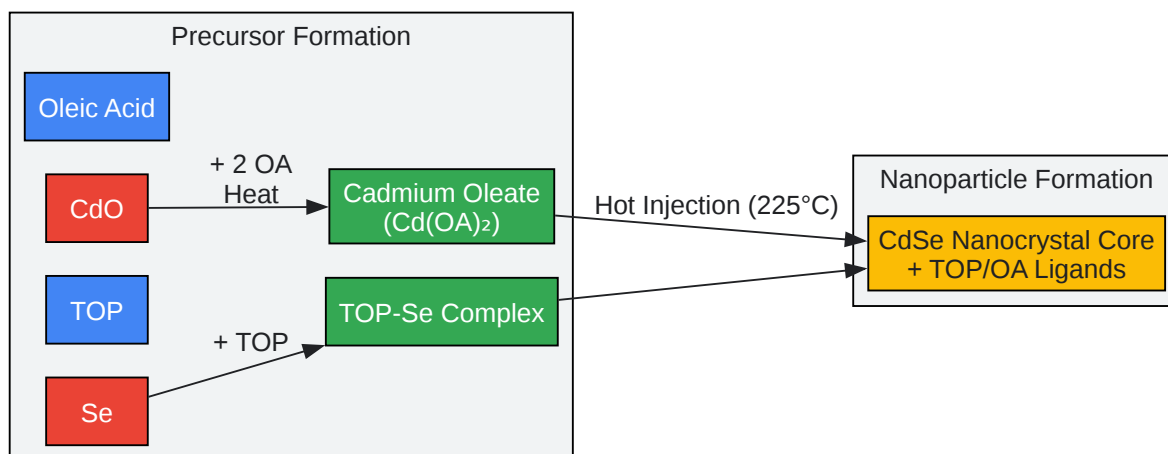 Precursor Formation
Oleic Acid
+ 2 OA
Heat
CdO
Cadmium Oleate
(Cd(OA)₂)
TOP
TOP-Se Complex
+ TOP
Se
Hot Injection (225°C)
Nanoparticle Formation
CdSe Nanocrystal Core
+ TOP/OA Ligands